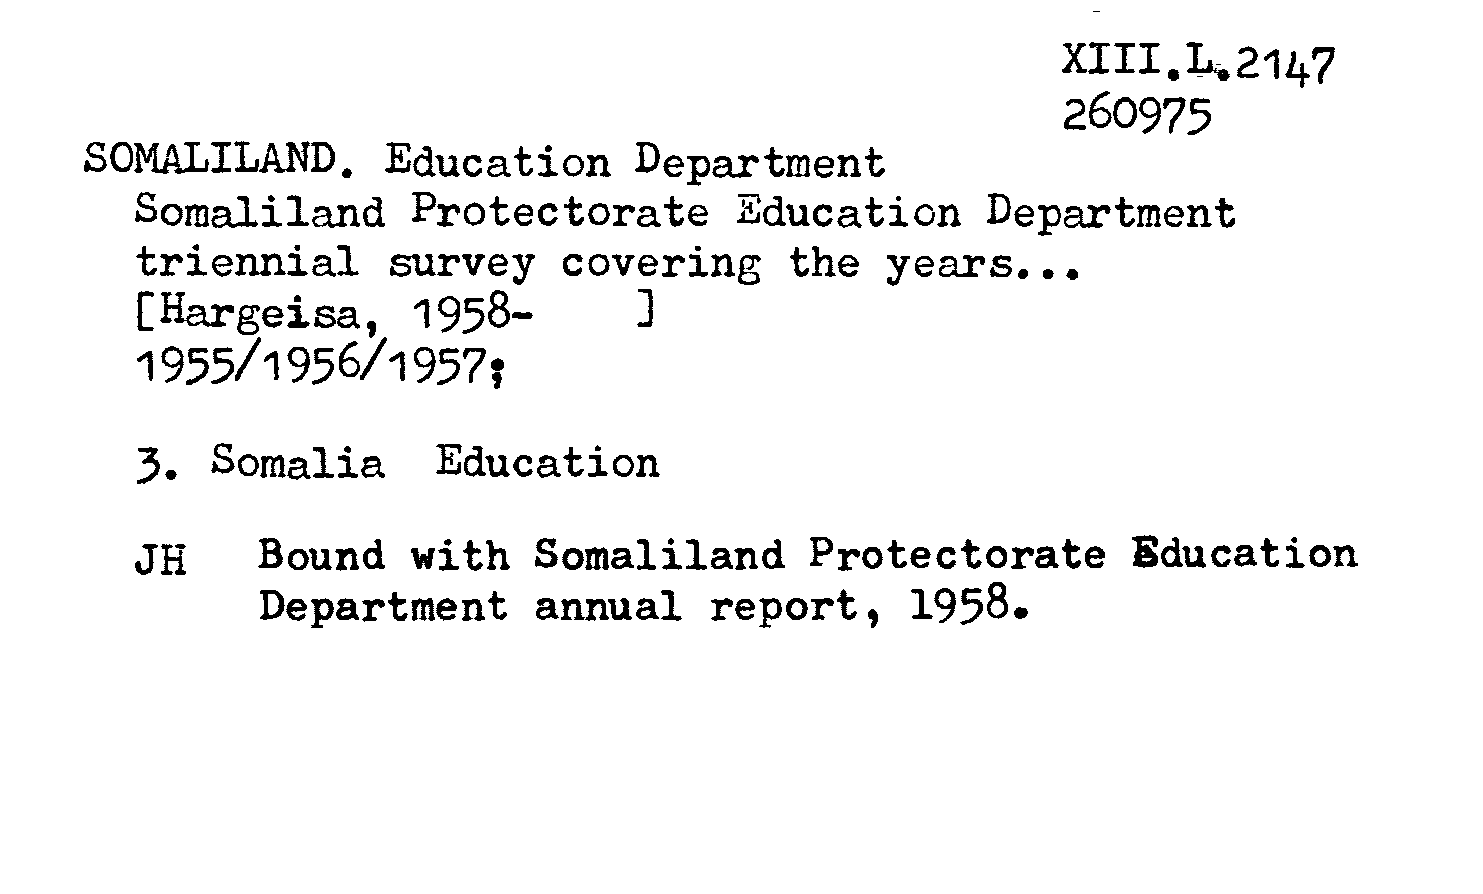 XIII.L.2147
260975
SOMALILAND. Education Department
Somaliland Protectorate Education Department
triennial survey covering the years...
[Hargeisa, 1958-    ]
1955/1956/1957;
3. Somalia  Education
JH  Bound with Somaliland Protectorate Education
Department annual report, 1958.